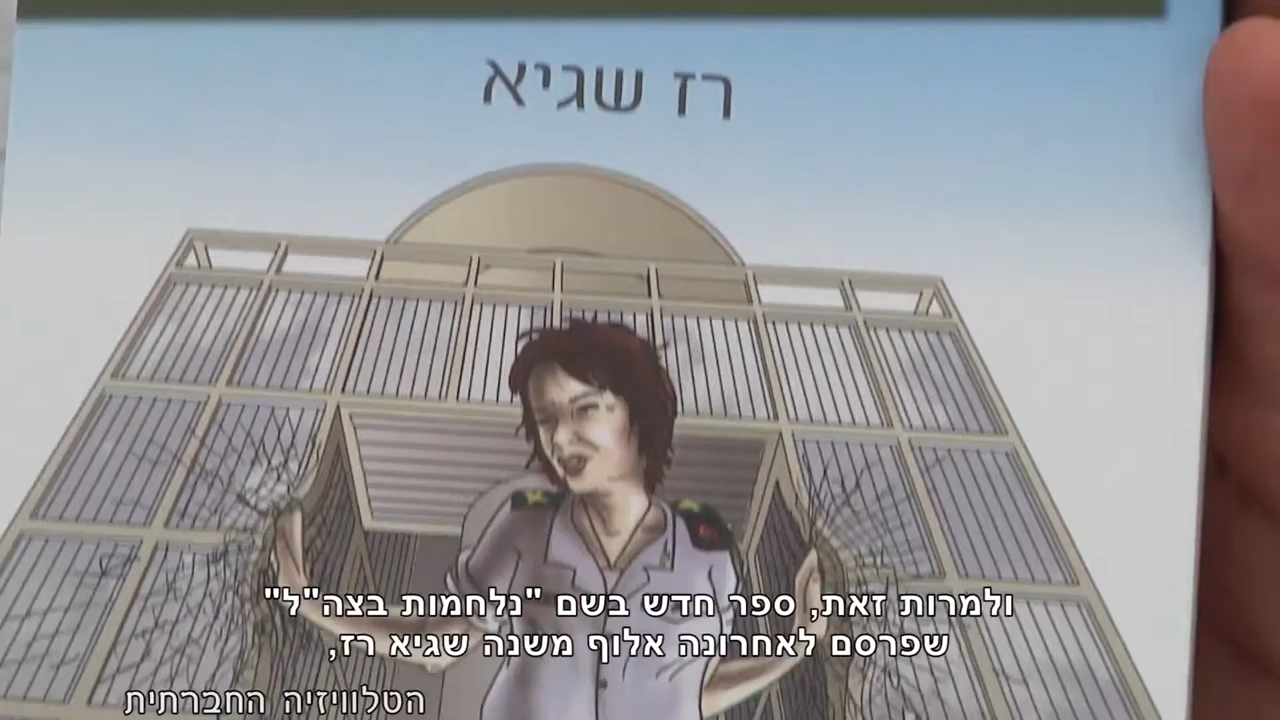 רז שגיא
ולמרות זאת, ספר חדש בשם "נלחמות בצה"ל"
שפרסם לאחרונה אלוף משנה שגיא רז,
הטלוויזיה החברתית